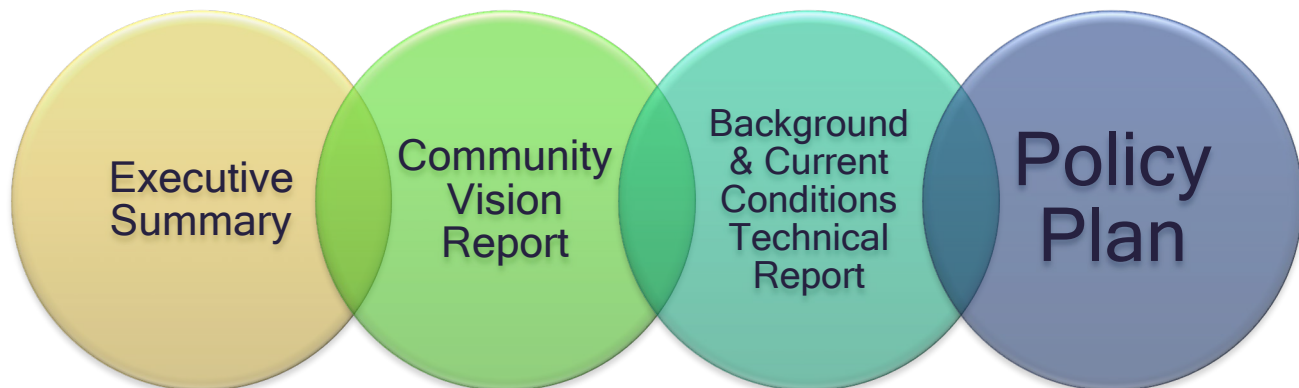 Executive
Summary
Community
Vision
Report
Background
& Current
Conditions
Technical
Report
Policy
Plan